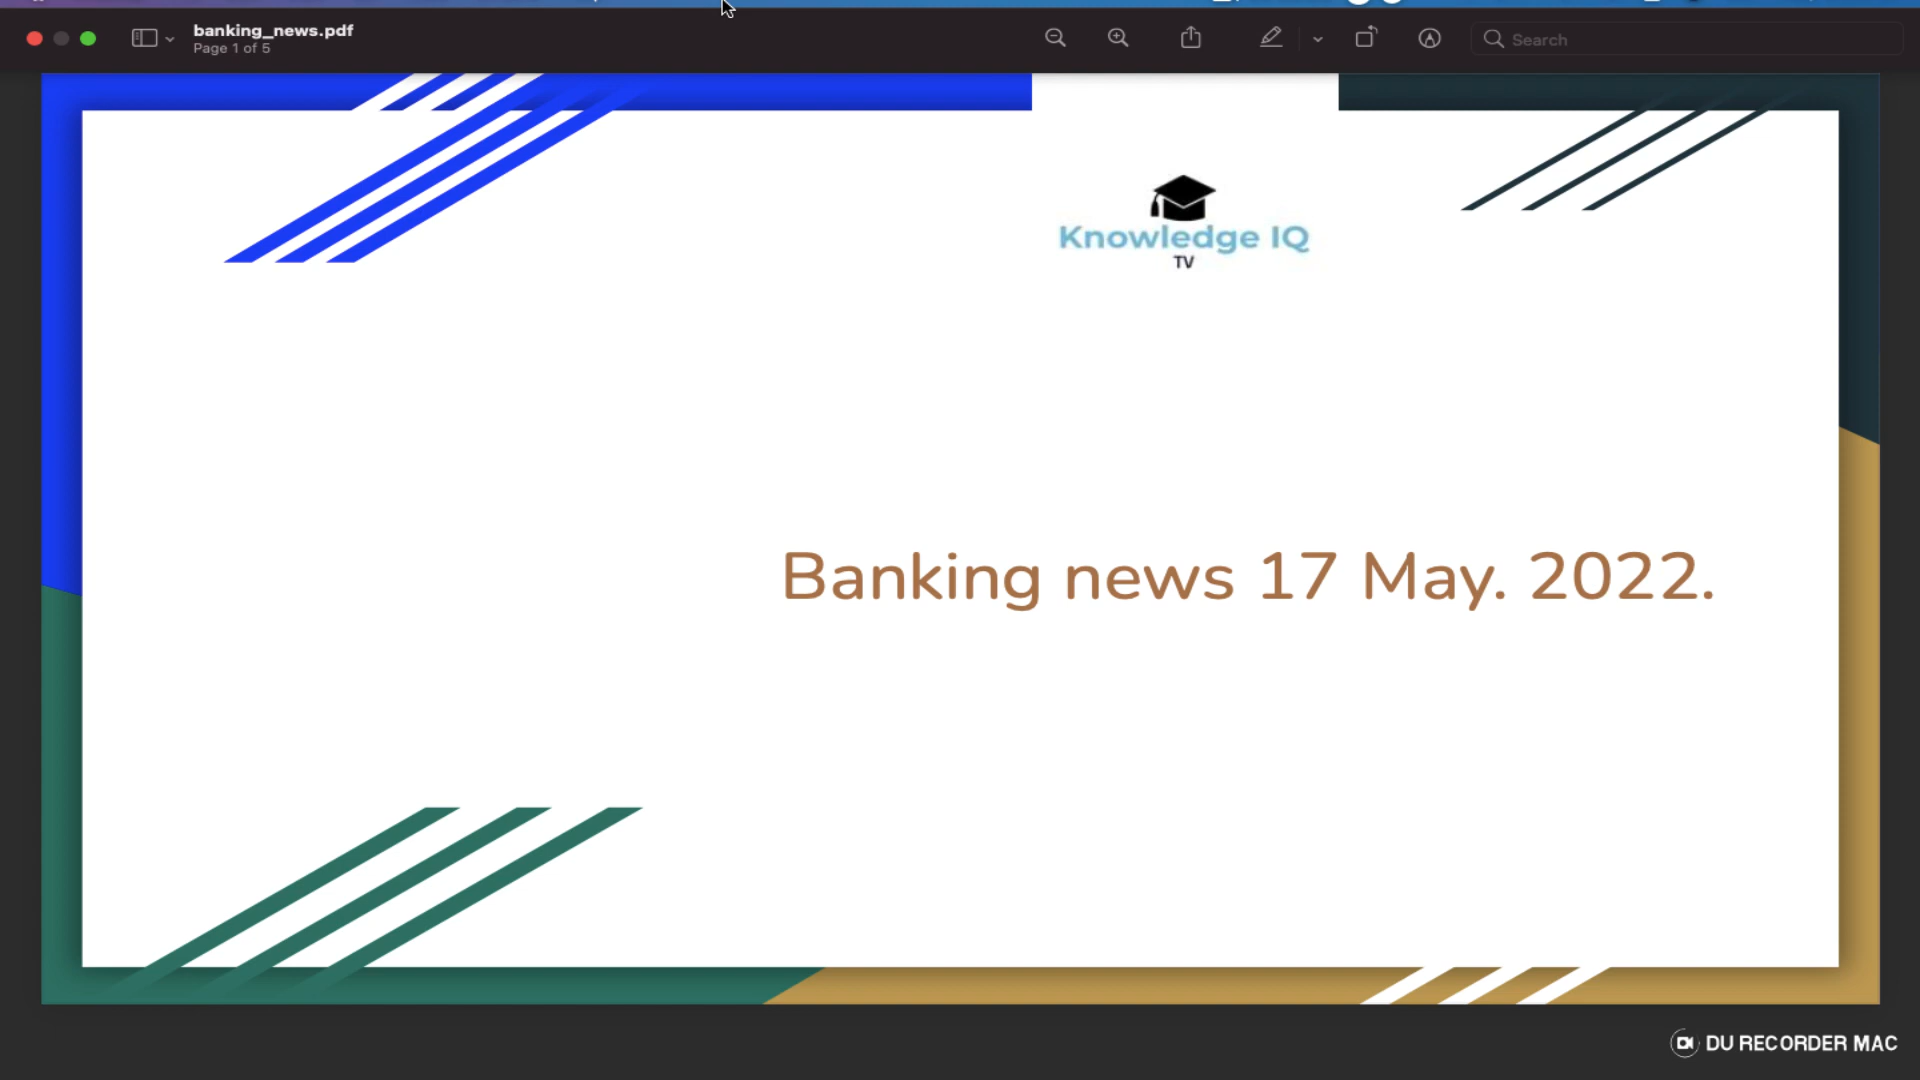 banking_news.pdf
Page 1 of 5
Search
Knowledge IQ
TV
Banking news 17 May. 2022.
DU RECORDER MAC